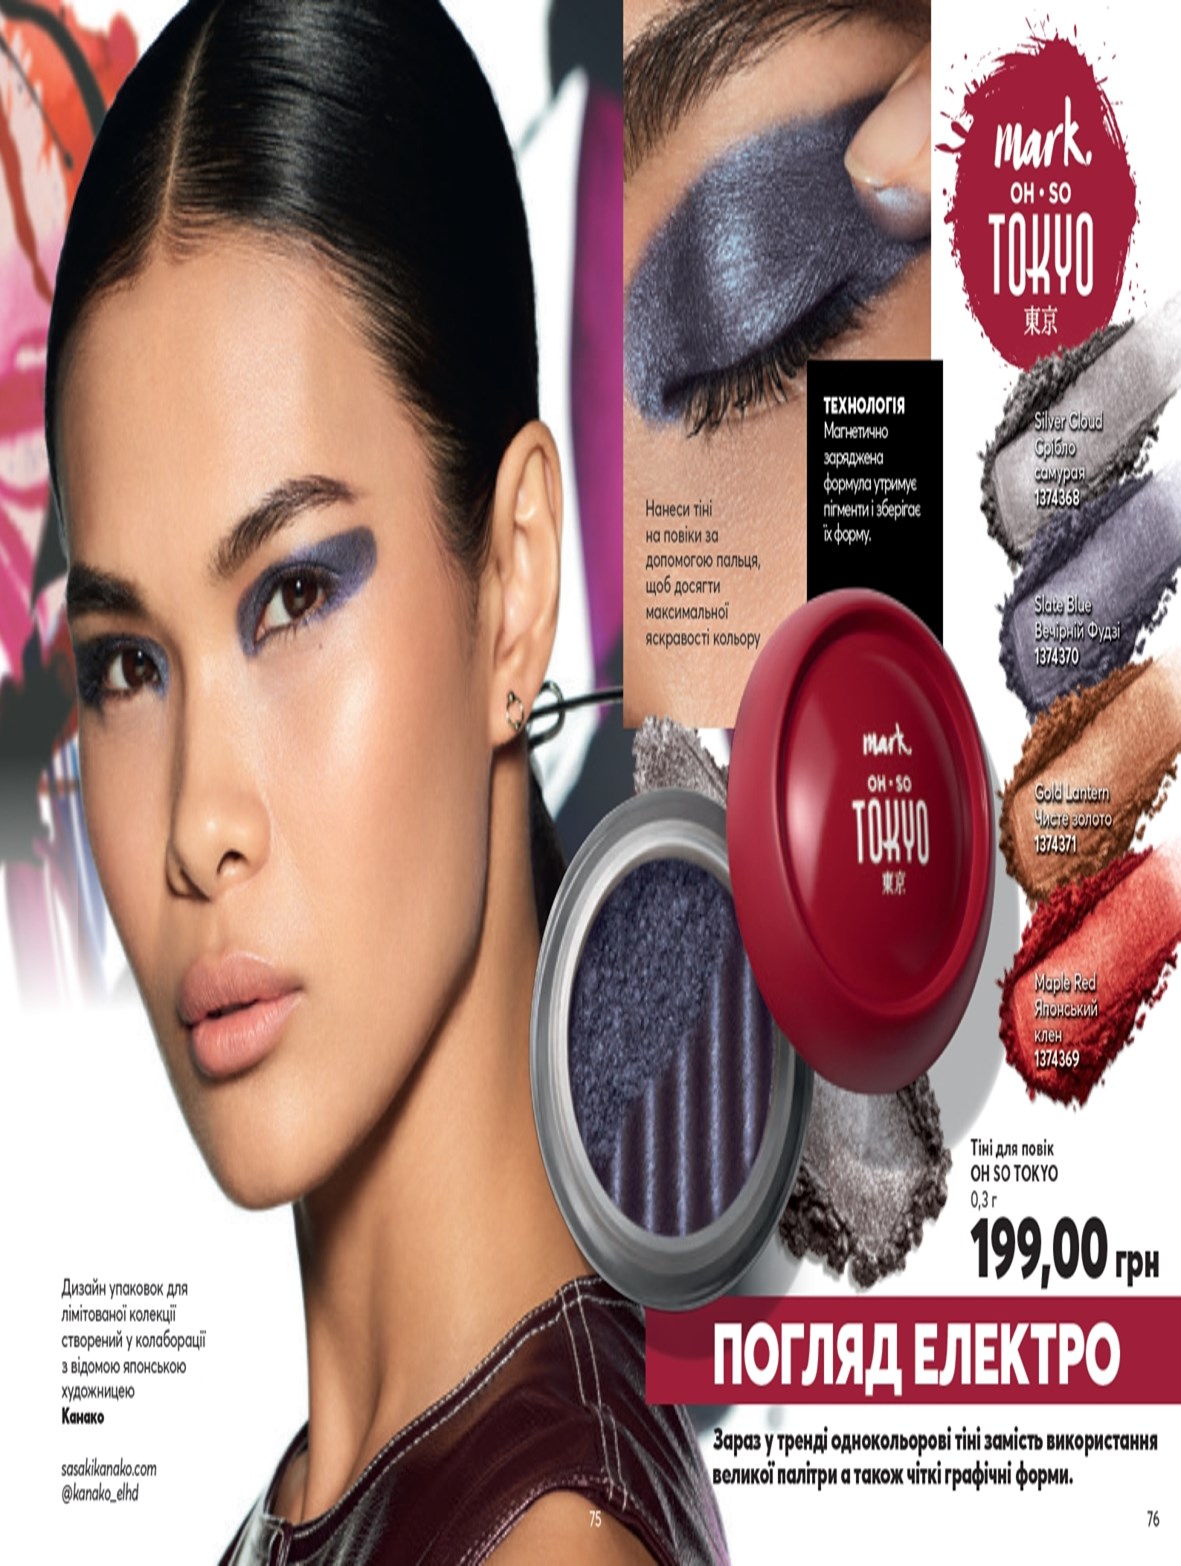 mark.
OH • SO
TOKYO
東京
ТЕХНОЛОГІЯ
Магнетично
заряджена
формула утримує
пігменти і зберігає
їх форму.
Нанеси тіні
на повіки за
допомогою пальця,
щоб досягти
максимальної
яскравості кольору
Silver Cloud
Срібло
самурая
1374368
Slate Blue
Вечірній Фудзі
1374370
Gold Lantern
Чисте золото
1374371
Maple Red
Японський
клен
1374369
mark.
OH • SO
TOKYO
東京
Тіні для повік
OH SO TOKYO
0,3 г
199,00 грн
ПОГЛЯД ЕЛЕКТРО
Зараз у тренді однокольорові тіні замість використання
великої палітри а також чіткі графічні форми.
Дизайн упаковок для
лімітованої колекції
створений у колаборації
з відомою японською
художницею
Канако
sasakikanako.com
@kanako_elhd
75
76